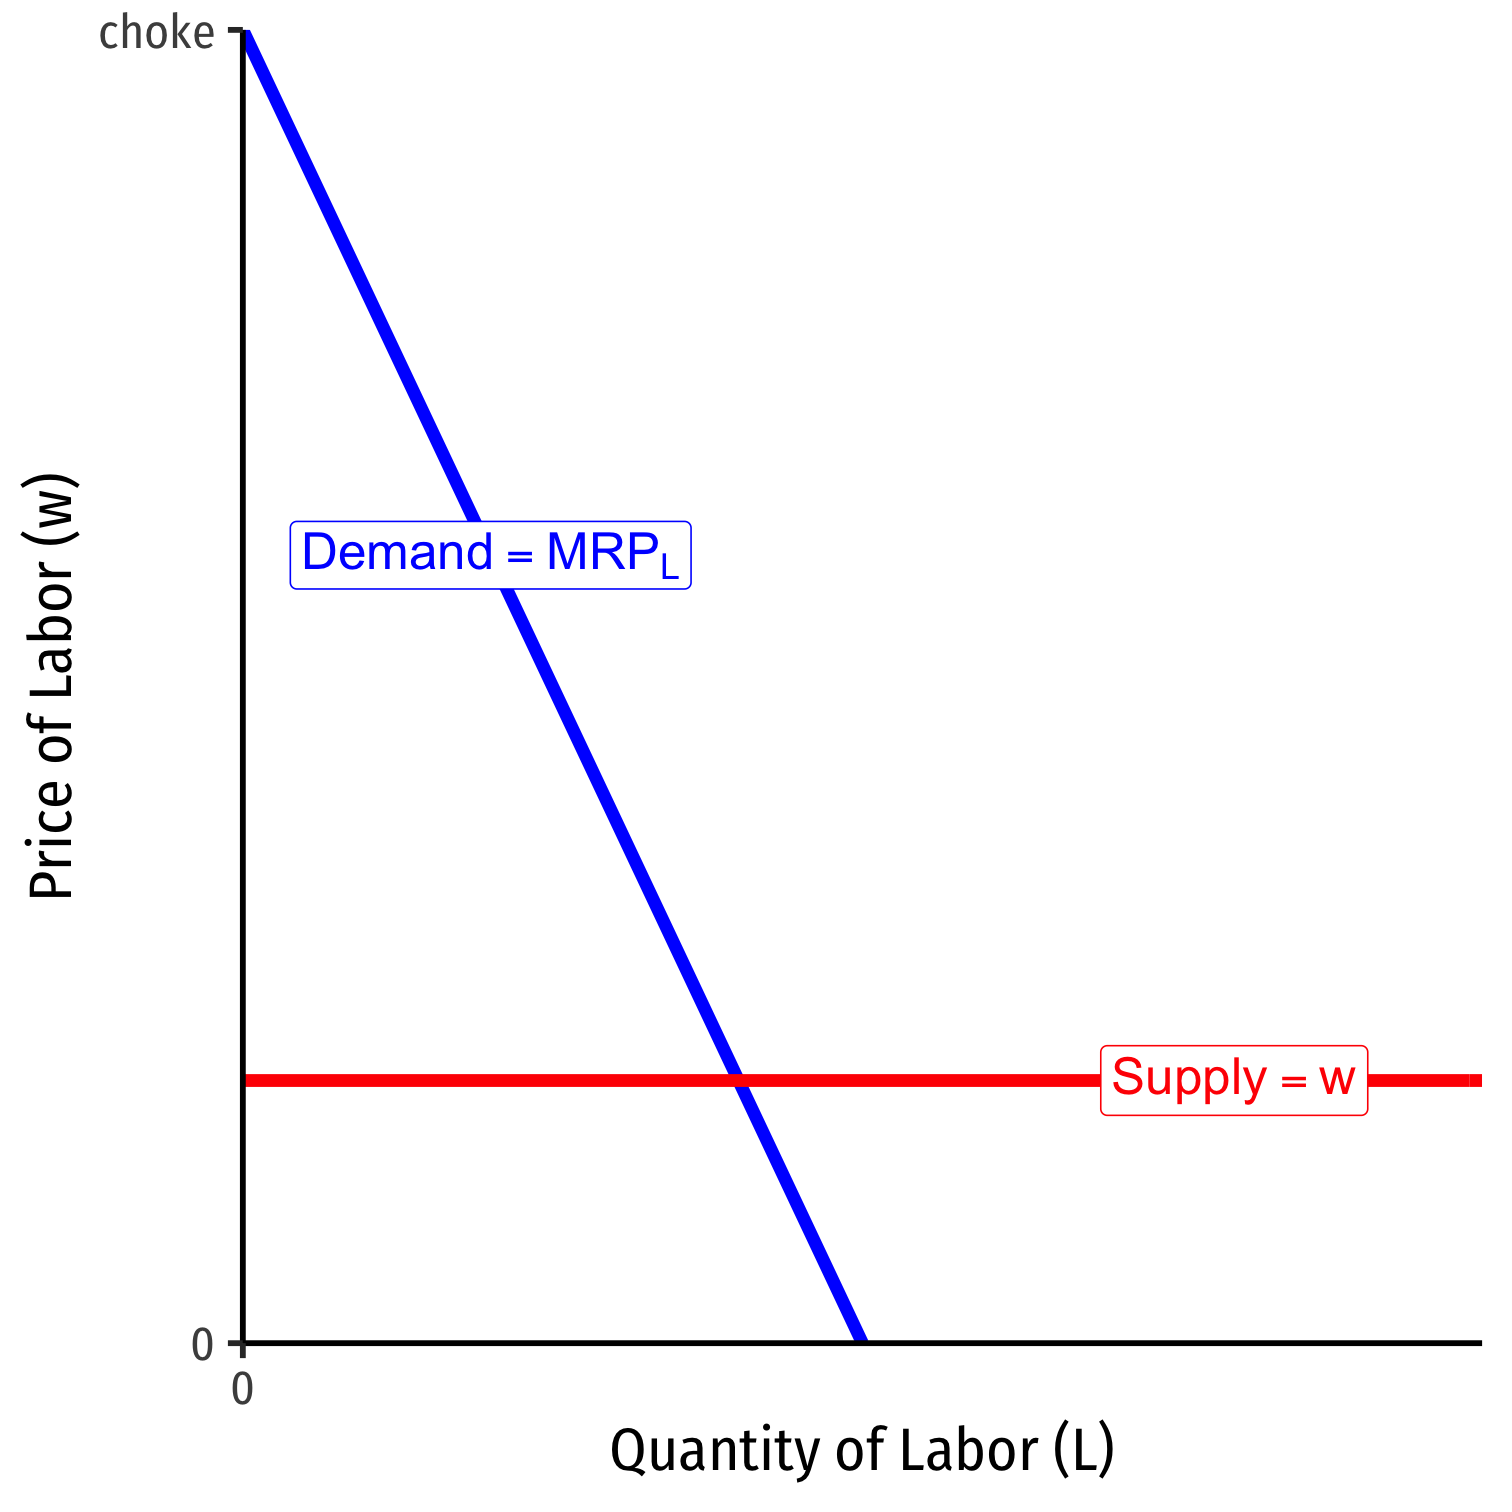 choke
Price of Labor (w)
Demand = MRP_L
Supply = w
0
0
Quantity of Labor (L)